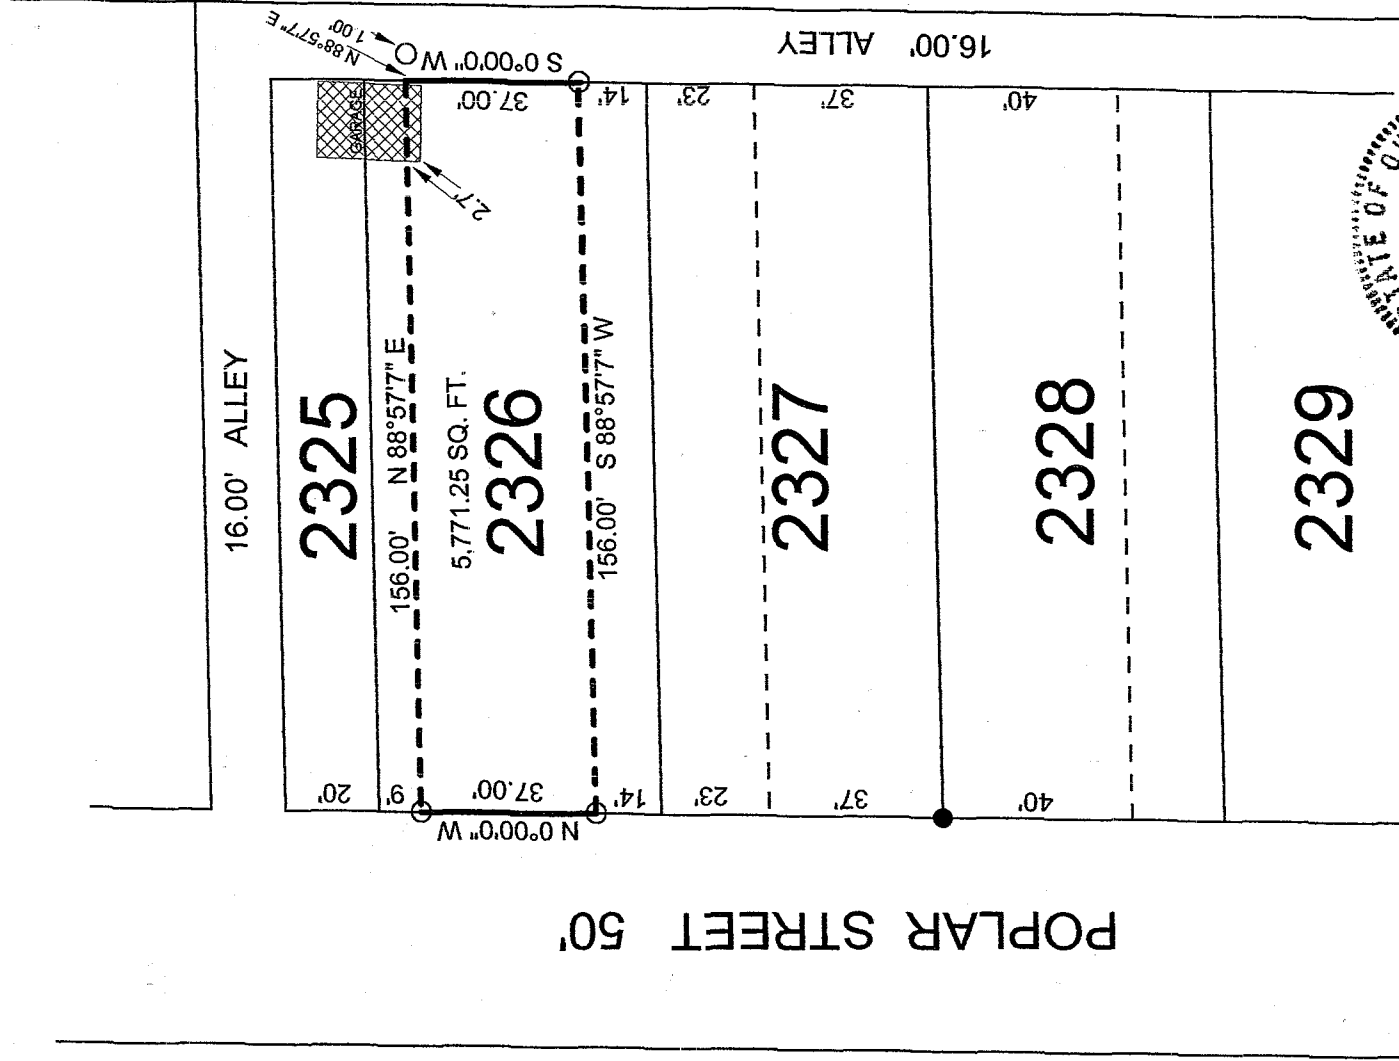 16.00' ALLEY
N 88°57'7" E
1.00'
S 0°00'0" W
37.00'
14'
23'
37'
40'
GARAGE
2.7'
STATE OF
16.00' ALLEY
2325
156.00' N 88°57'7" E
5,771.25 SQ. FT.
2326
156.00' S 88°57'7" W
2327
2328
2329
20'
9'
37.00'
14'
23'
37'
40'
N 0°00'0" W
POPLAR STREET 50'